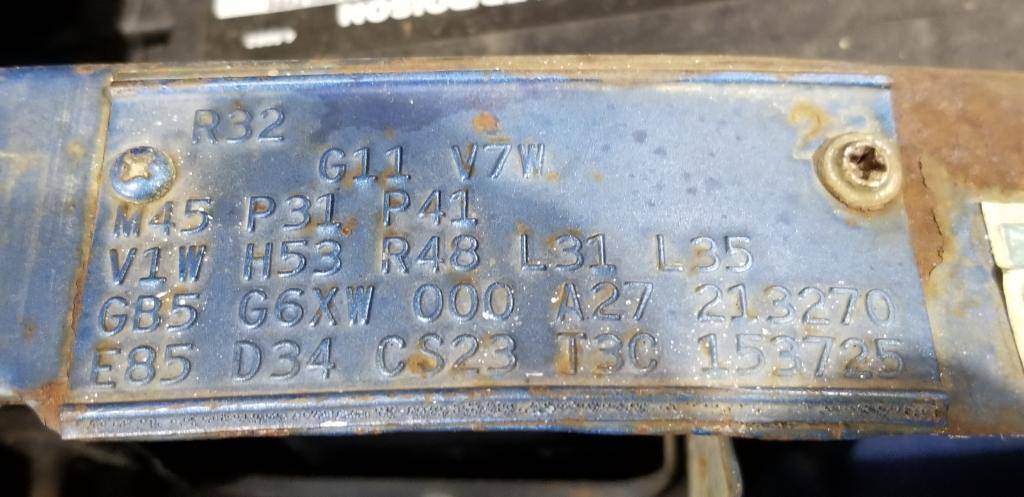 R32
G11 V7W
M45 P31 P41
V1W H53 R48 L31 L35
GB5 G6XW 000 A27 213270
E85 D34 CS23 T3C 153725